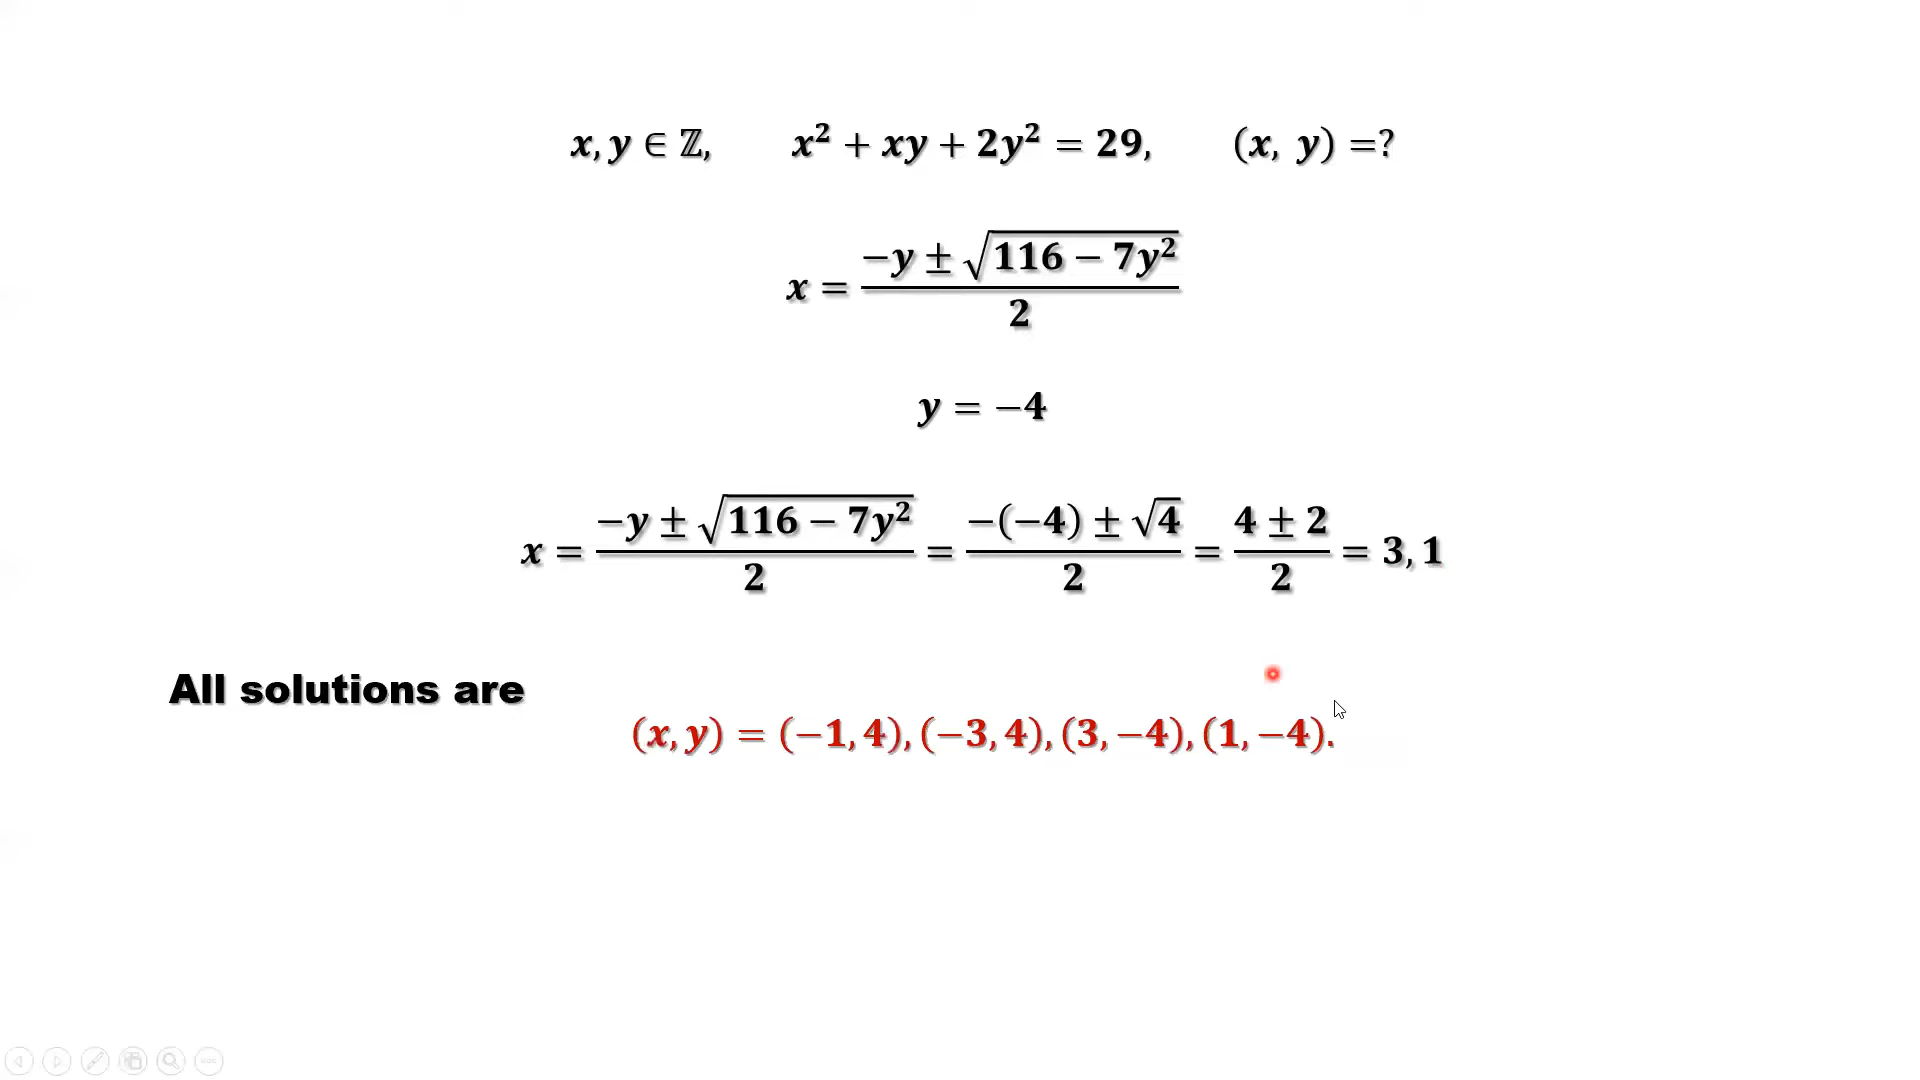 x, y ∈ ℤ, x² + xy + 2y² = 29, (x, y) =?
x = (−y ± √(116 − 7y²)) / 2
y = −4
x = (−y ± √(116 − 7y²)) / 2 = (−(−4) ± √4) / 2 = (4 ± 2) / 2 = 3, 1
All solutions are
(x, y) = (−1, 4), (−3, 4), (3, −4), (1, −4).